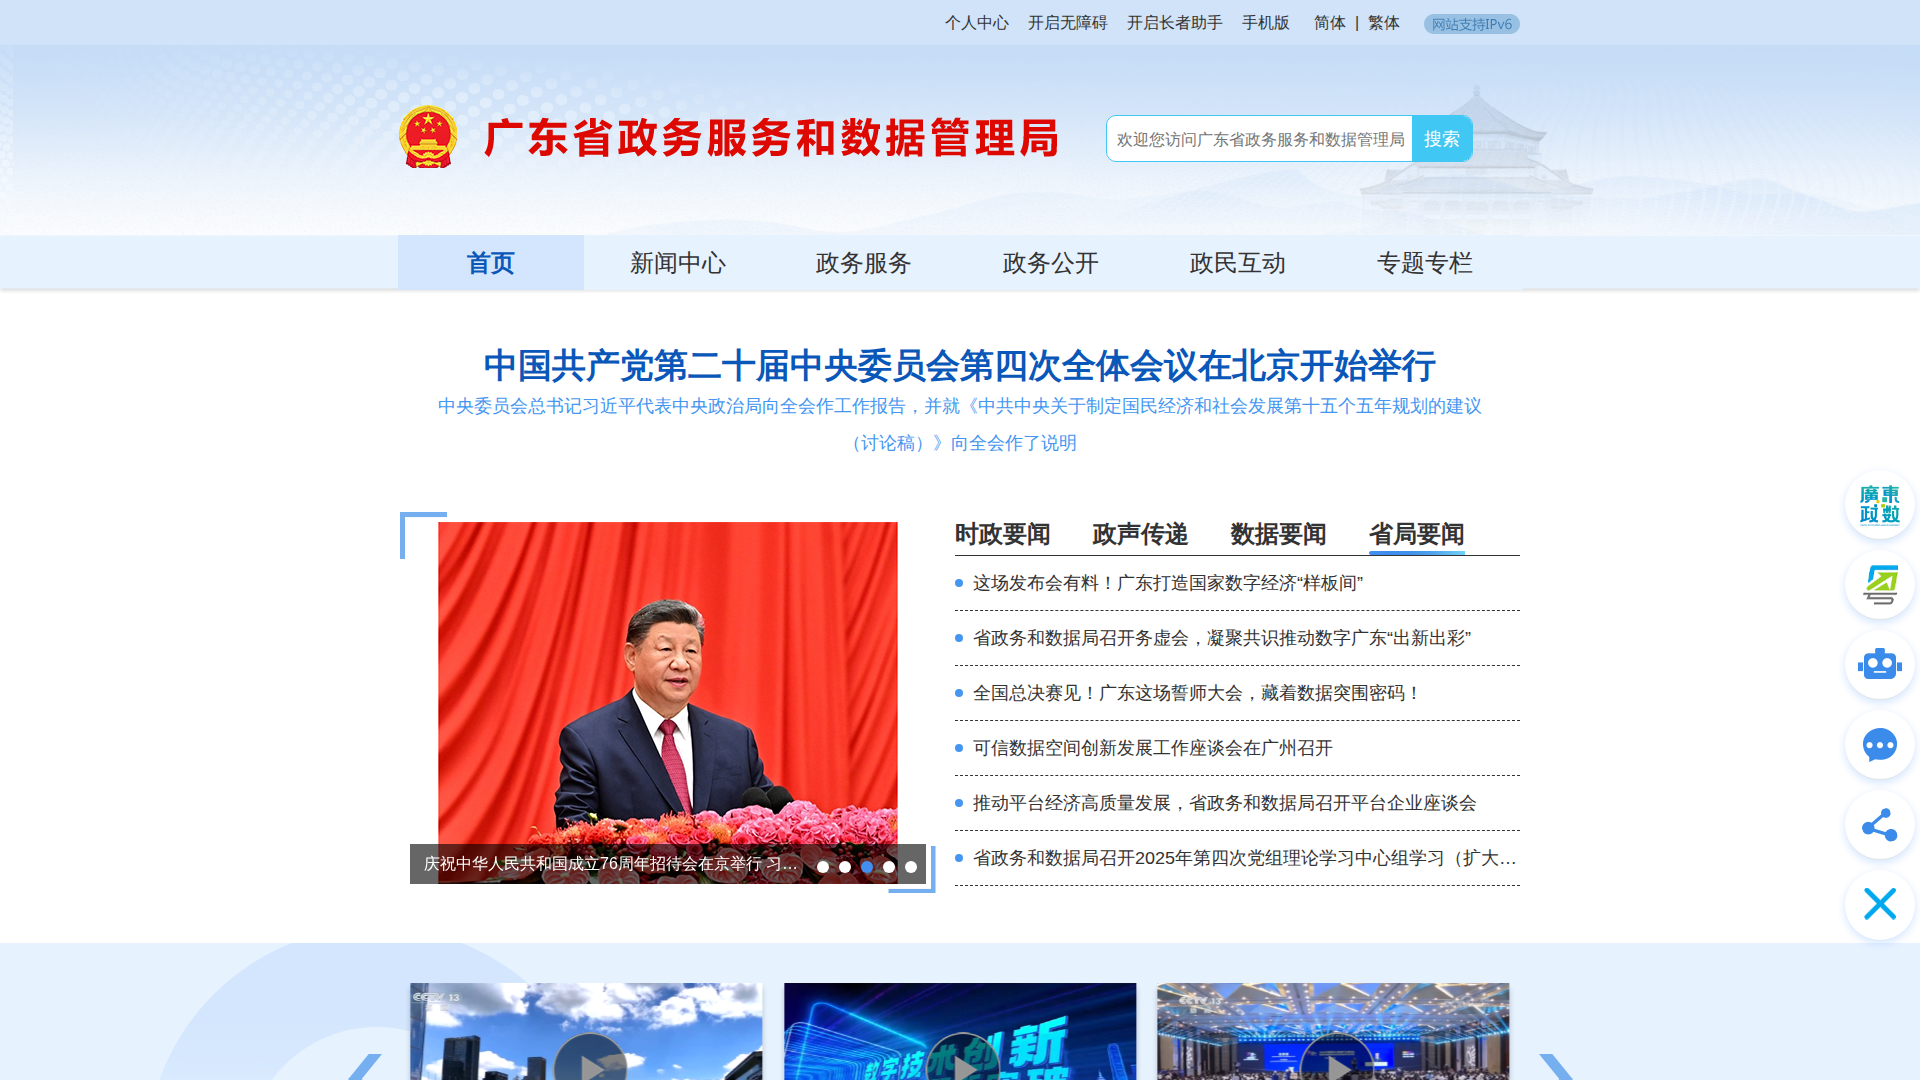 个人中心 开启无障碍 开启长者助手 手机版 简体 | 繁体 网站支持IPv6
广东省政务服务和数据管理局
欢迎您访问广东省政务服务和数据管理局 搜索
首页 新闻中心 政务服务 政务公开 政民互动 专题专栏
中国共产党第二十届中央委员会第四次全体会议在北京开始举行
中央委员会总书记习近平代表中央政治局向全会作工作报告，并就《中共中央关于制定国民经济和社会发展第十五个五年规划的建议
（讨论稿）》向全会作了说明
廣東
政数
时政要闻 政声传递 数据要闻 省局要闻
这场发布会有料！广东打造国家数字经济“样板间”
省政务和数据局召开务虚会，凝聚共识推动数字广东“出新出彩”
全国总决赛见！广东这场誓师大会，藏着数据突围密码！
可信数据空间创新发展工作座谈会在广州召开
推动平台经济高质量发展，省政务和数据局召开平台企业座谈会
省政务和数据局召开2025年第四次党组理论学习中心组学习（扩大...
庆祝中华人民共和国成立76周年招待会在京举行 习...
CCTV 13
数字技术创新
CCTV 13